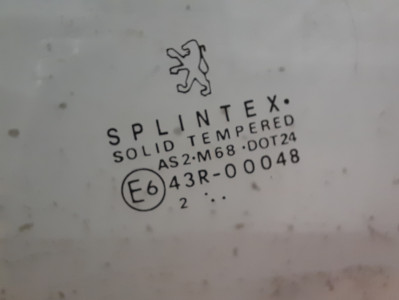 SPLINTEX.
SOLID TEMPERED
AS2·M68·DOT24
E6 43R-00048
2 ...